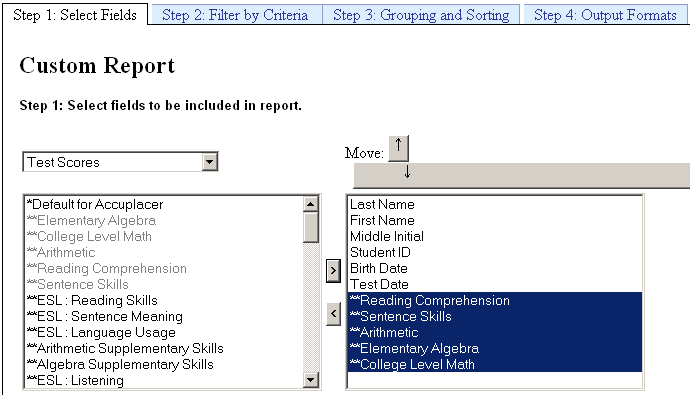 Step 1: Select Fields
Step 2: Filter by Criteria
Step 3: Grouping and Sorting
Step 4: Output Formats
Custom Report
Step 1: Select fields to be included in report.
Test Scores
Move: ↑
↓
*Default for Accuplacer
**Elementary Algebra
**College Level Math
**Arithmetic
**Reading Comprehension
**Sentence Skills
**ESL : Reading Skills
**ESL : Sentence Meaning
**ESL : Language Usage
**Arithmetic Supplementary Skills
**Algebra Supplementary Skills
**ESL : Listening
>
<
Last Name
First Name
Middle Initial
Student ID
Birth Date
Test Date
**Reading Comprehension
**Sentence Skills
**Arithmetic
**Elementary Algebra
**College Level Math